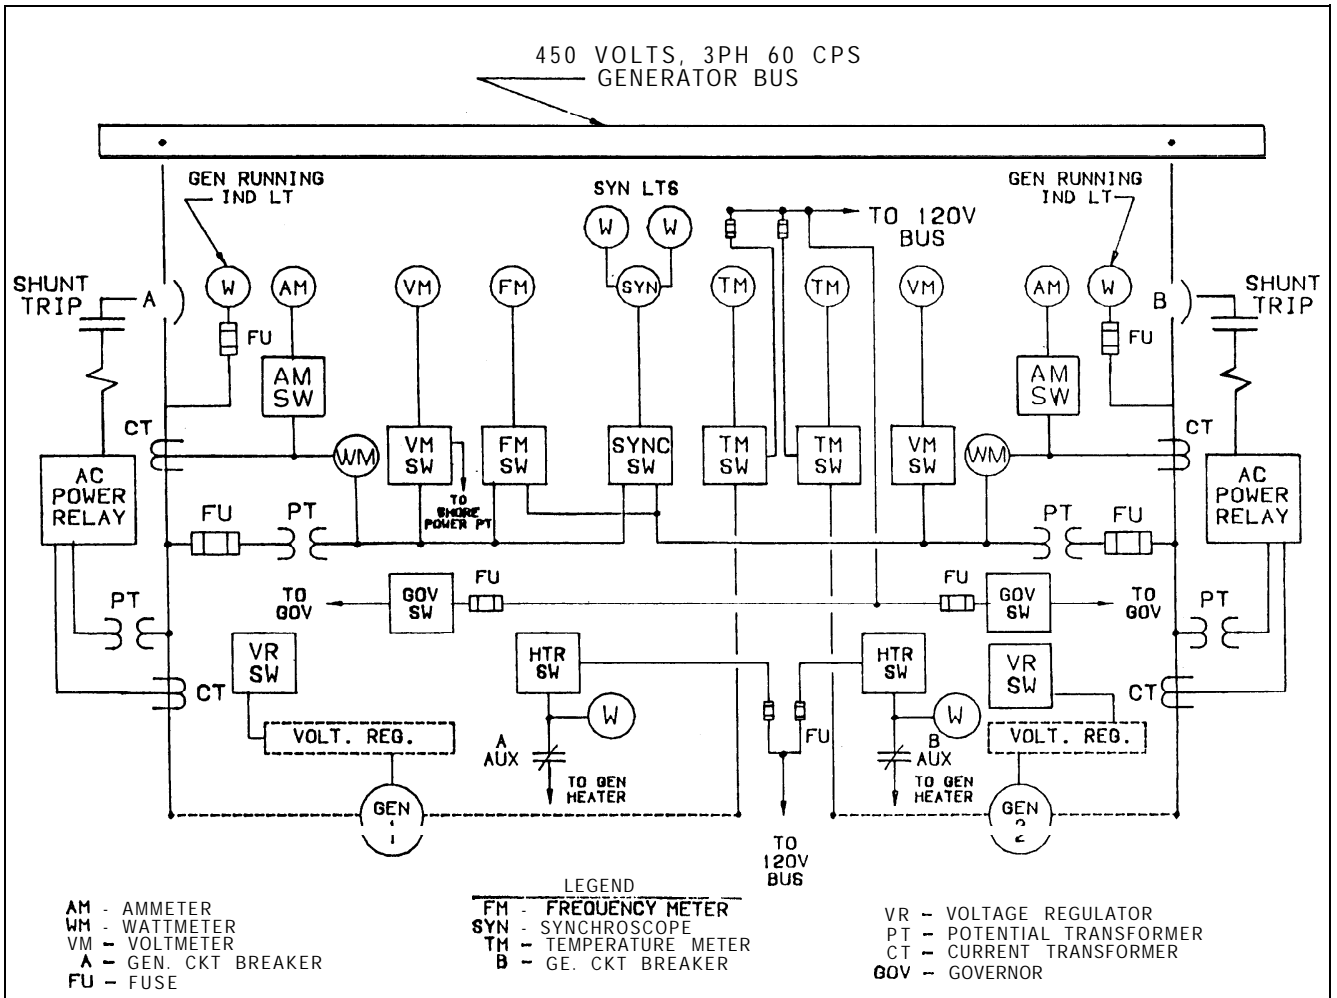 450 VOLTS, 3PH 60 CPS
GENERATOR BUS
GEN RUNNING
IND LT
SYN LTS
GEN RUNNING
IND LT
W
W
TO 120V
BUS
SHUNT
TRIP
A
W
AM
VM
FM
SYN
TM
TM
VM
AM
W
B
SHUNT
TRIP
FU
FU
AM
SW
AM
SW
CT
WM
VM
SW
FM
SW
SYNC
SW
TM
SW
TM
SW
VM
SW
WM
CT
AC
POWER
RELAY
TO
SHORE
POWER PT
AC
POWER
RELAY
FU
PT
PT
FU
PT
TO
GOV
GOV
SW
FU
FU
GOV
SW
TO
GOV
PT
VR
SW
HTR
SW
HTR
SW
VR
SW
CT
CT
W
W
VOLT. REG.
A
AUX
FU
B
AUX
VOLT. REG.
TO GEN
HEATER
TO GEN
HEATER
GEN
1
GEN
2
TO
120V
BUS
LEGEND
AM - AMMETER
WM - WATTMETER
VM - VOLTMETER
A - GEN. CKT BREAKER
FU - FUSE
FM - FREQUENCY METER
SYN - SYNCHROSCOPE
TM - TEMPERATURE METER
B - GE. CKT BREAKER
VR - VOLTAGE REGULATOR
PT - POTENTIAL TRANSFORMER
CT - CURRENT TRANSFORMER
GOV - GOVERNOR